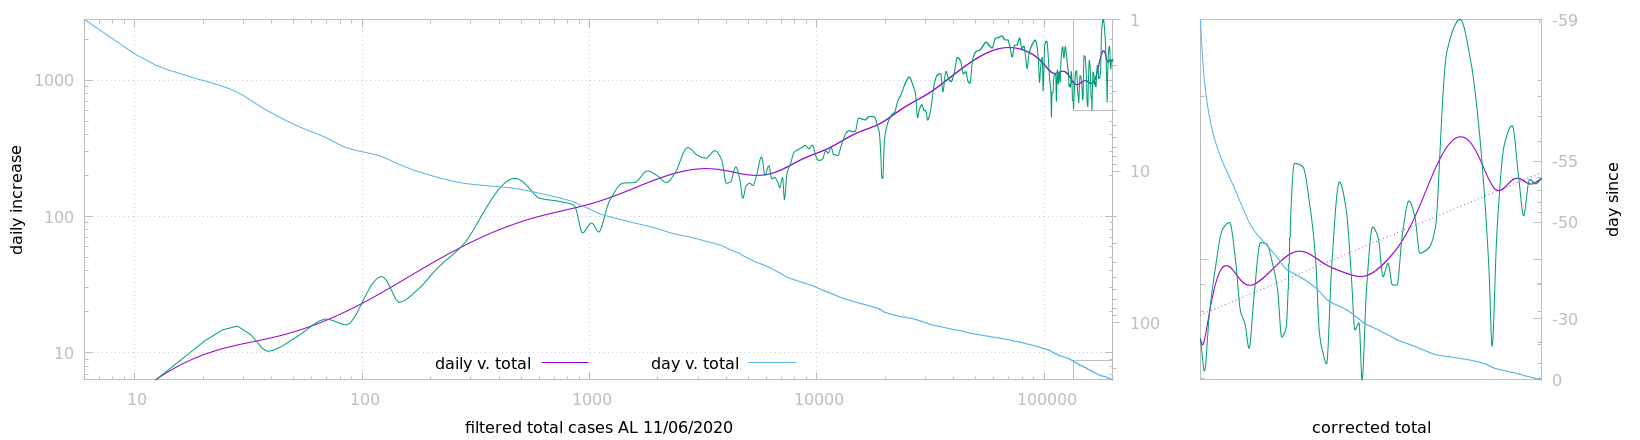 1
-59
1000
10
-55
100
-50
10
100
-30
daily v. total
day v. total
0
10
100
1000
10000
100000
filtered total cases AL 11/06/2020
corrected total
daily increase
day since